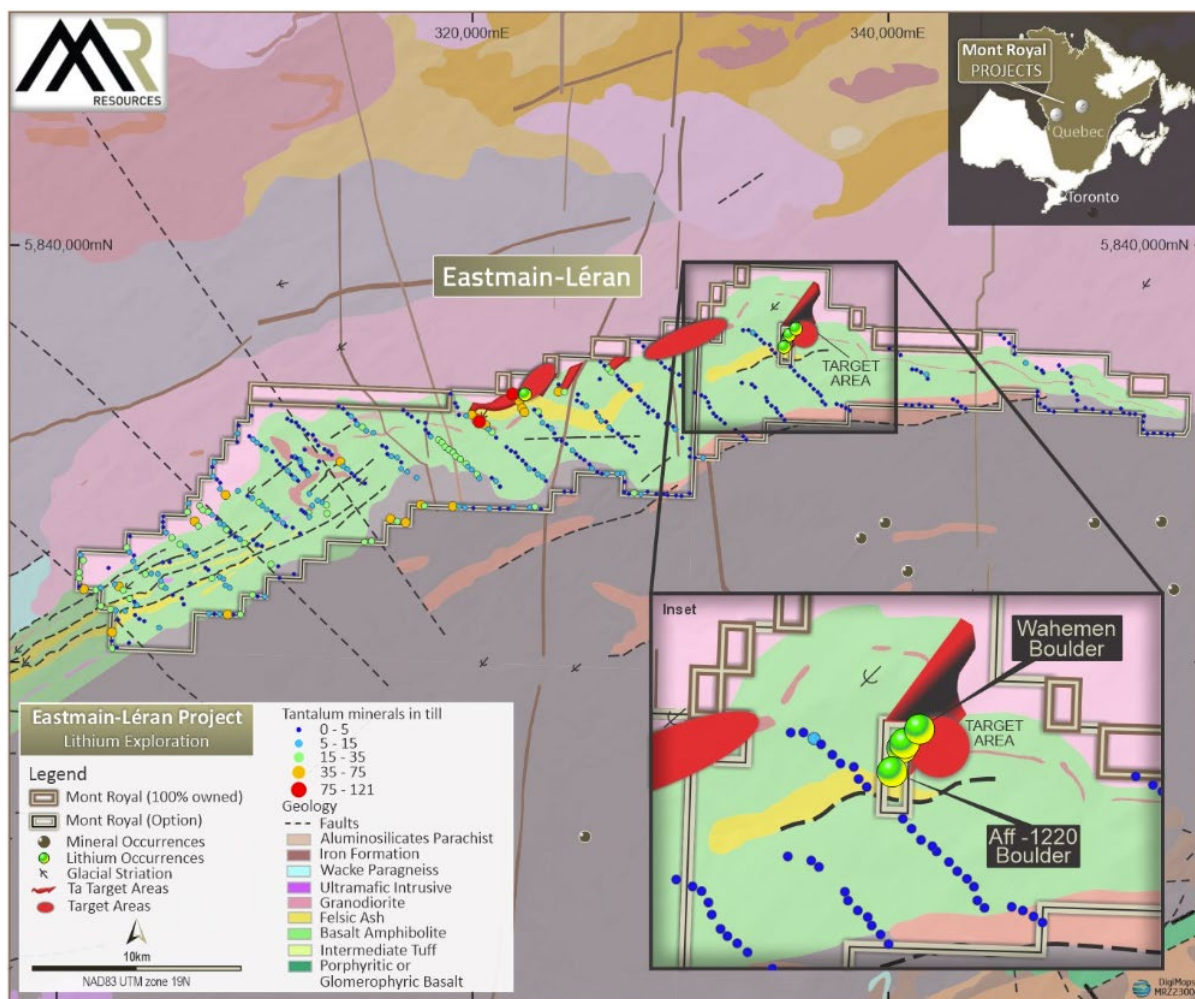 MR
RESOURCES
320,000mE
340,000mE
Mont Royal
PROJECTS
Quebec
Toronto
5,840,000mN
5,840,000mN
Eastmain-Léran
TARGET
AREA
Inset
Wahemen
Boulder
TARGET
AREA
Aff -1220
Boulder
Eastmain-Léran Project
Lithium Exploration
Legend
Mont Royal (100% owned)
Mont Royal (Option)
Mineral Occurrences
Lithium Occurrences
Glacial Striation
Ta Target Areas
Target Areas
10km
NAD83 UTM zone 19N
Tantalum minerals in till
0 - 5
5 - 15
15 - 35
35 - 75
75 - 121
Geology
Faults
Aluminosilicates Parachist
Iron Formation
Wacke Paragneiss
Ultramafic Intrusive
Granodiorite
Felsic Ash
Basalt Amphibolite
Intermediate Tuff
Porphyritic or
Glomerophyric Basalt
DigiMaps